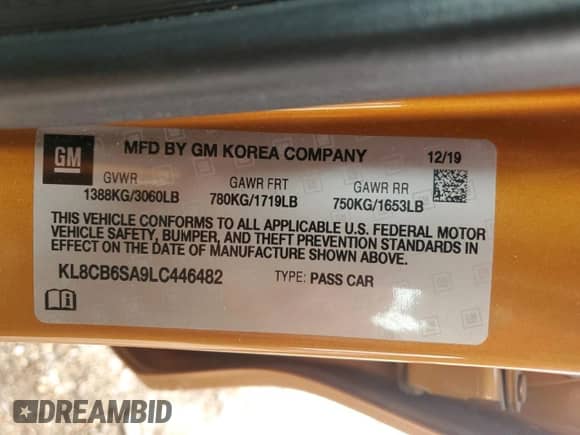 GM
MFD BY GM KOREA COMPANY 12/19
GVWR GAWR FRT GAWR RR
1388KG/3060LB 780KG/1719LB 750KG/1653LB
THIS VEHICLE CONFORMS TO ALL APPLICABLE U.S. FEDERAL MOTOR
VEHICLE SAFETY, BUMPER, AND THEFT PREVENTION STANDARDS IN
EFFECT ON THE DATE OF MANUFACTURE SHOWN ABOVE.
KL8CB6SA9LC446482 TYPE: PASS CAR
DREAMBID